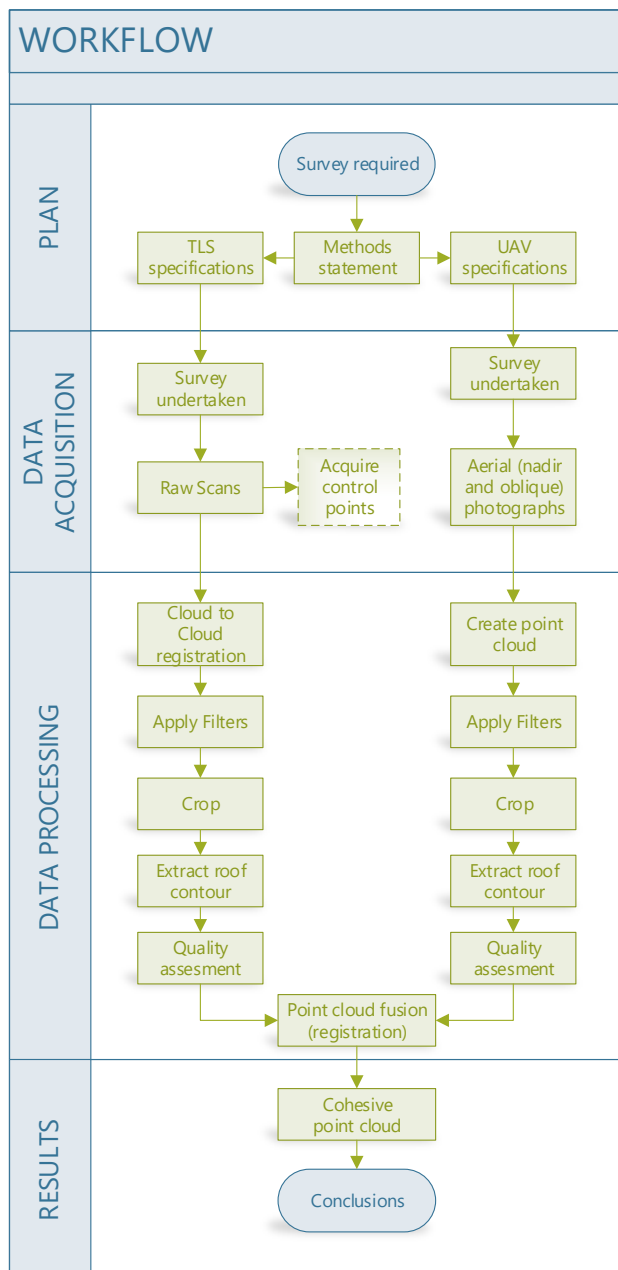 WORKFLOW
PLAN
Survey required
TLS
specifications
Methods
statement
UAV
specifications
DATA
ACQUISITION
Survey
undertaken
Survey
undertaken
Raw Scans
Acquire
control
points
Aerial (nadir
and oblique)
photographs
DATA PROCESSING
Cloud to
Cloud
registration
Create point
cloud
Apply Filters
Apply Filters
Crop
Crop
Extract roof
contour
Extract roof
contour
Quality
assesment
Quality
assesment
Point cloud fusion
(registration)
RESULTS
Cohesive
point cloud
Conclusions